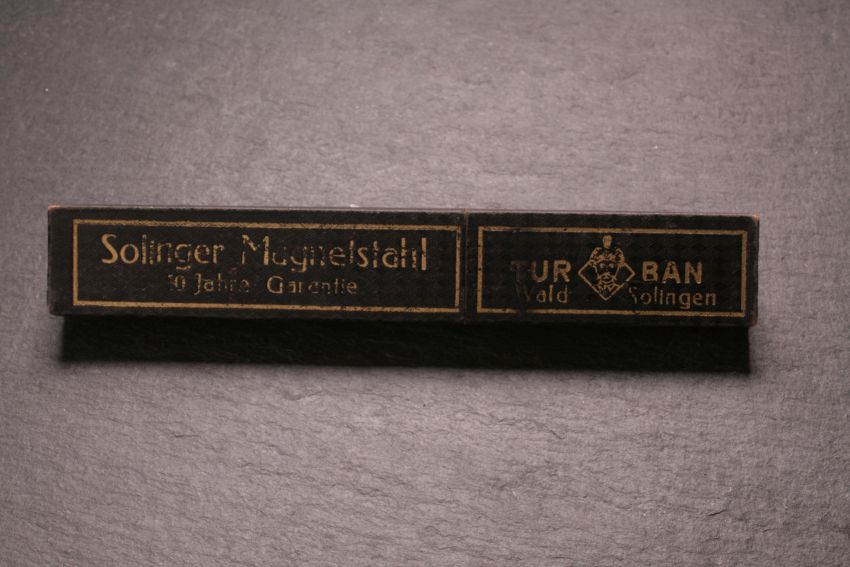 Solinger Magnetstahl
10 Jahre Garantie
TUR BAN
Wald Solingen